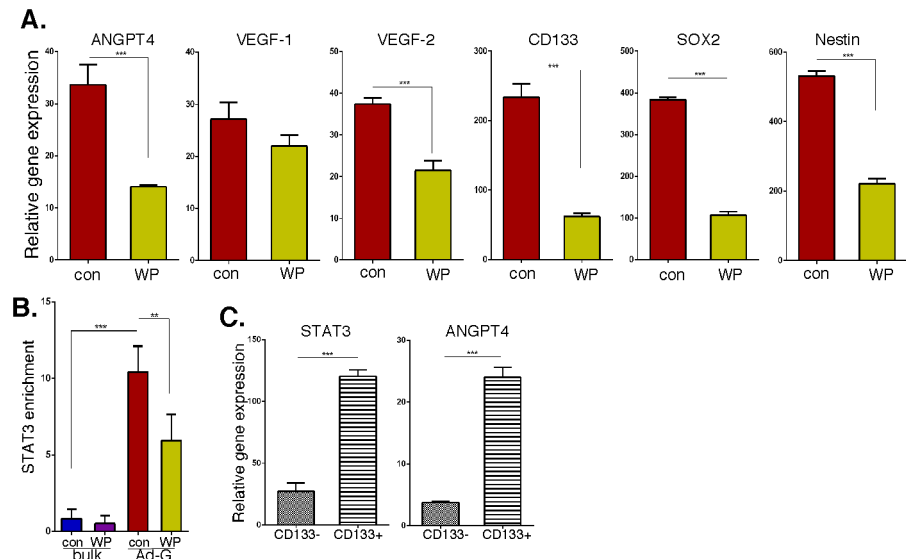 A.
ANGPT4 VEGF-1 VEGF-2 CD133 SOX2 Nestin
Relative gene expression
60 40 50 300 500 600
*** *** *** *** ***
40 30 40 400
200 400
20 300
30
20 200
20 100 200
10 10 100
0 0 0 0 0 0
con WP con WP con WP con WP con WP con WP
B.
STAT3 enrichment
15
*** **
10
5
0
con WP con WP
bulk Ad-G
C.
STAT3 ANGPT4
Relative gene expression
150 30
*** ***
100 20
50 10
0 0
CD133- CD133+ CD133- CD133+